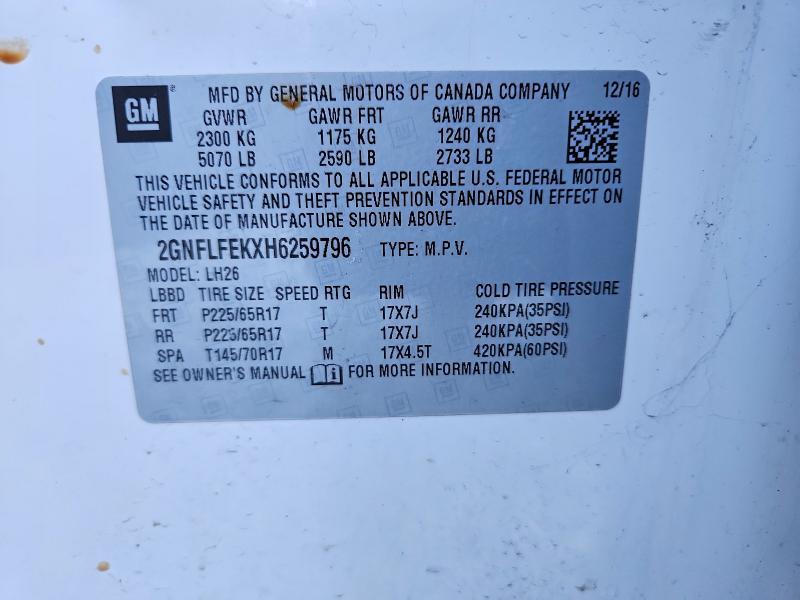 GM MFD BY GENERAL MOTORS OF CANADA COMPANY 12/16
GVWR GAWR FRT GAWR RR
2300 KG 1175 KG 1240 KG
5070 LB 2590 LB 2733 LB
THIS VEHICLE CONFORMS TO ALL APPLICABLE U.S. FEDERAL MOTOR
VEHICLE SAFETY AND THEFT PREVENTION STANDARDS IN EFFECT ON
THE DATE OF MANUFACTURE SHOWN ABOVE.
2GNFLFEKXH6259796 TYPE: M.P.V.
MODEL: LH26
LBBD TIRE SIZE SPEED RTG RIM COLD TIRE PRESSURE
FRT P225/65R17 T 17X7J 240KPA(35PSI)
RR P225/65R17 T 17X7J 240KPA(35PSI)
SPA T145/70R17 M 17X4.5T 420KPA(60PSI)
SEE OWNER'S MANUAL FOR MORE INFORMATION.